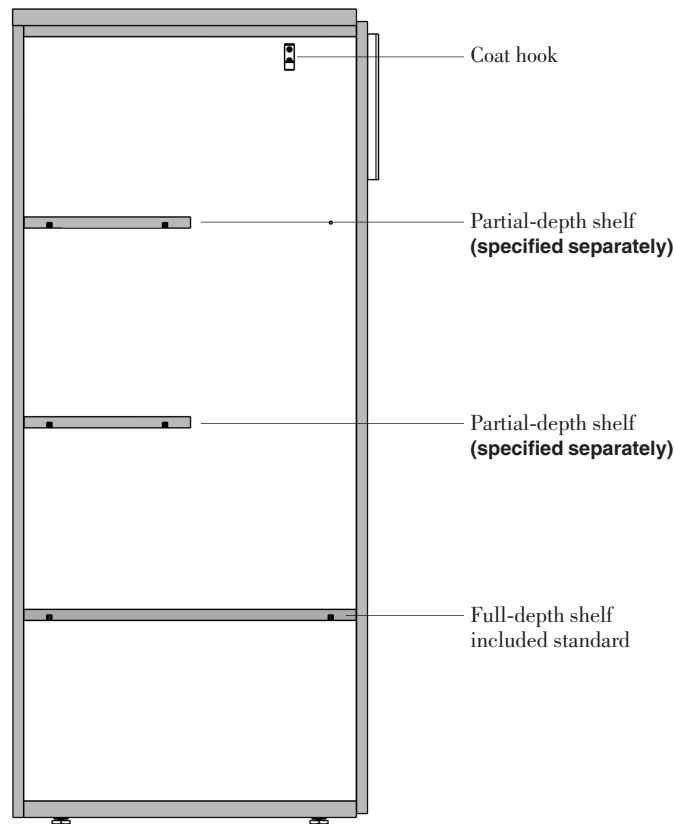 Coat hook
Partial-depth shelf
(specified separately)
Partial-depth shelf
(specified separately)
Full-depth shelf
included standard